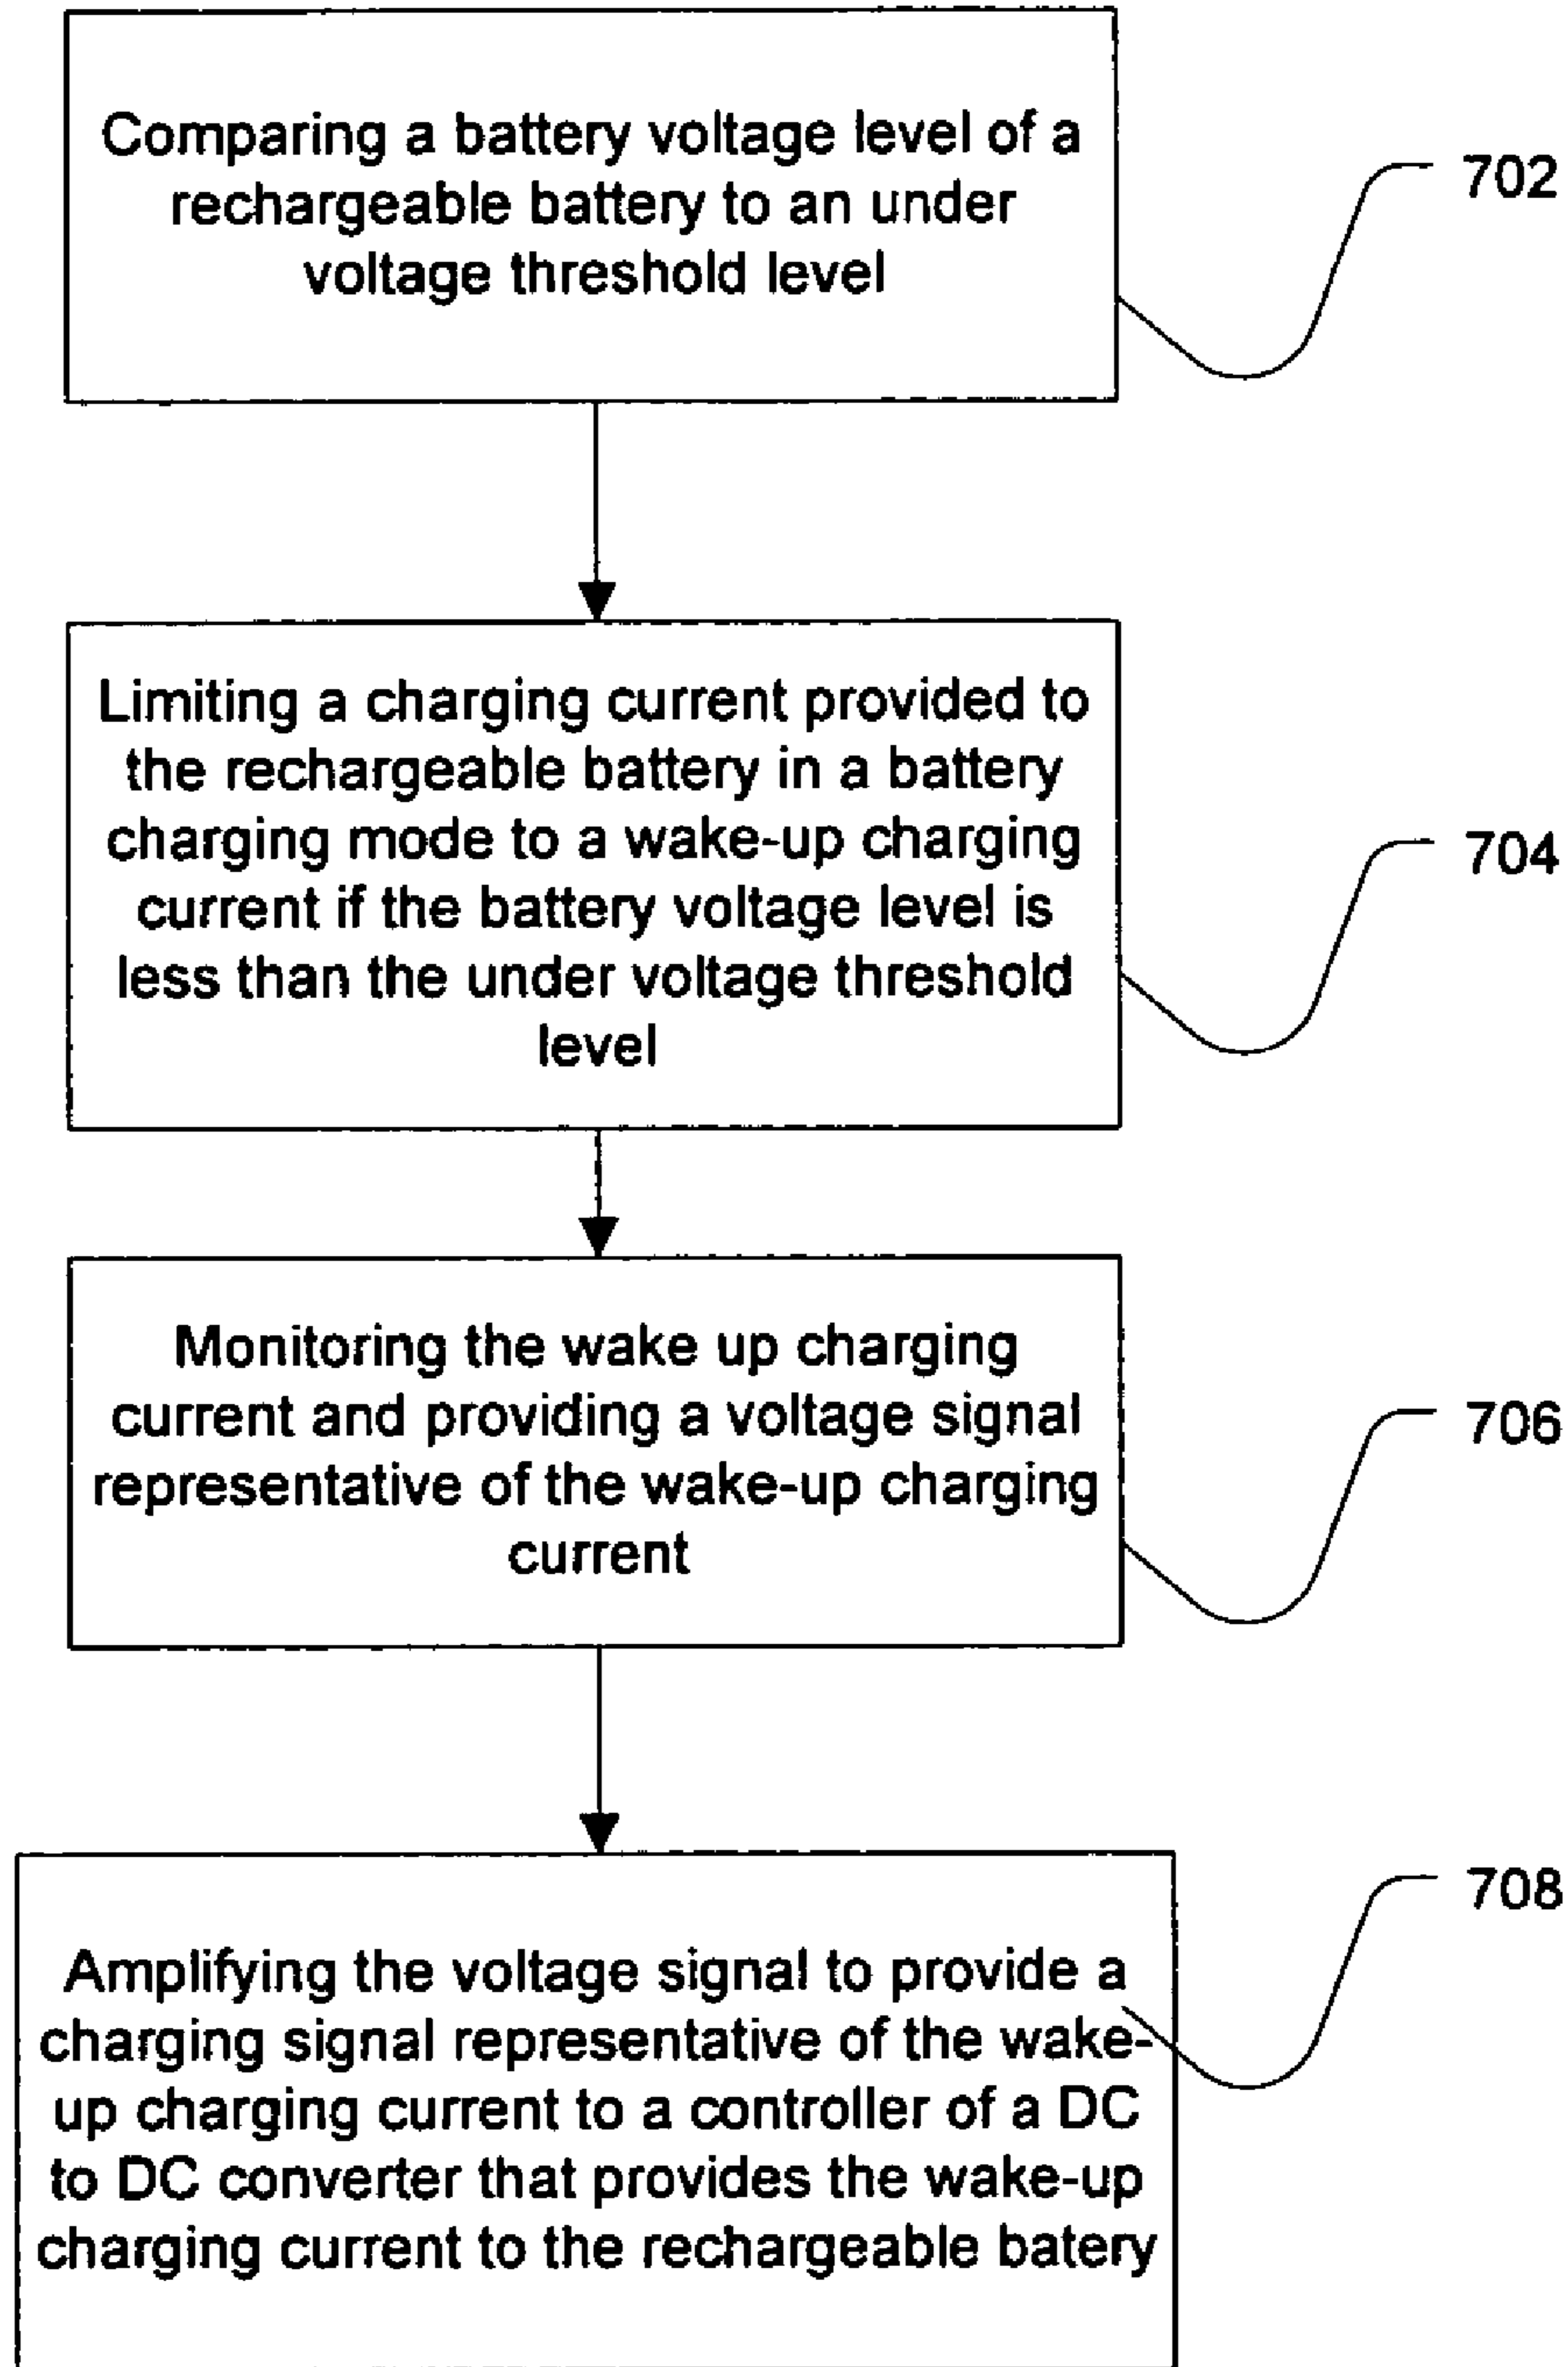 Comparing a battery voltage level of a
rechargeable battery to an under
voltage threshold level
702
Limiting a charging current provided to
the rechargeable battery in a battery
charging mode to a wake-up charging
current if the battery voltage level is
less than the under voltage threshold
level
704
Monitoring the wake up charging
current and providing a voltage signal
representative of the wake-up charging
current
706
Amplifying the voltage signal to provide a
charging signal representative of the wake-
up charging current to a controller of a DC
to DC converter that provides the wake-up
charging current to the rechargeable batery
708